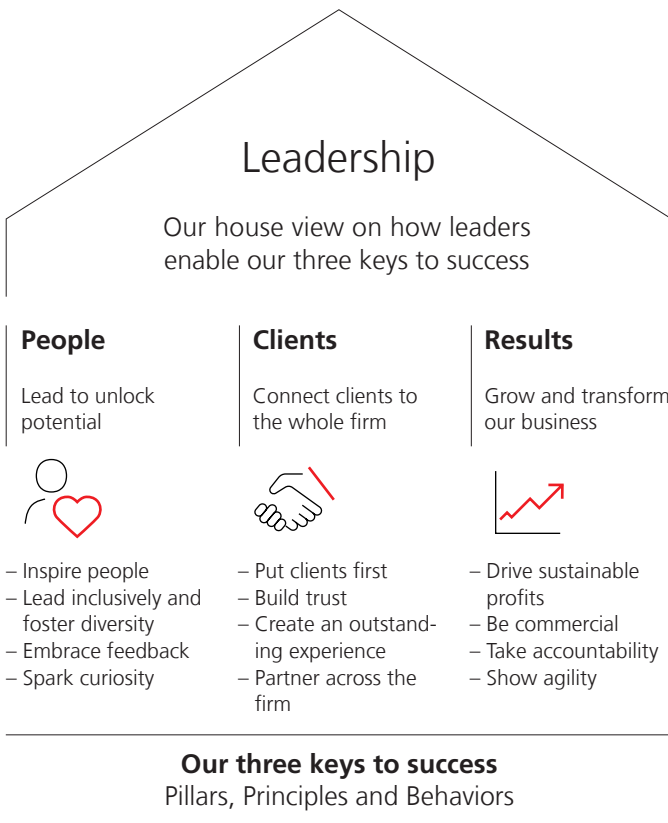 Leadership
Our house view on how leaders
enable our three keys to success
People
Lead to unlock
potential
– Inspire people
– Lead inclusively and
foster diversity
– Embrace feedback
– Spark curiosity
Clients
Connect clients to
the whole firm
– Put clients first
– Build trust
– Create an outstand-
ing experience
– Partner across the
firm
Results
Grow and transform
our business
– Drive sustainable
profits
– Be commercial
– Take accountability
– Show agility
Our three keys to success
Pillars, Principles and Behaviors